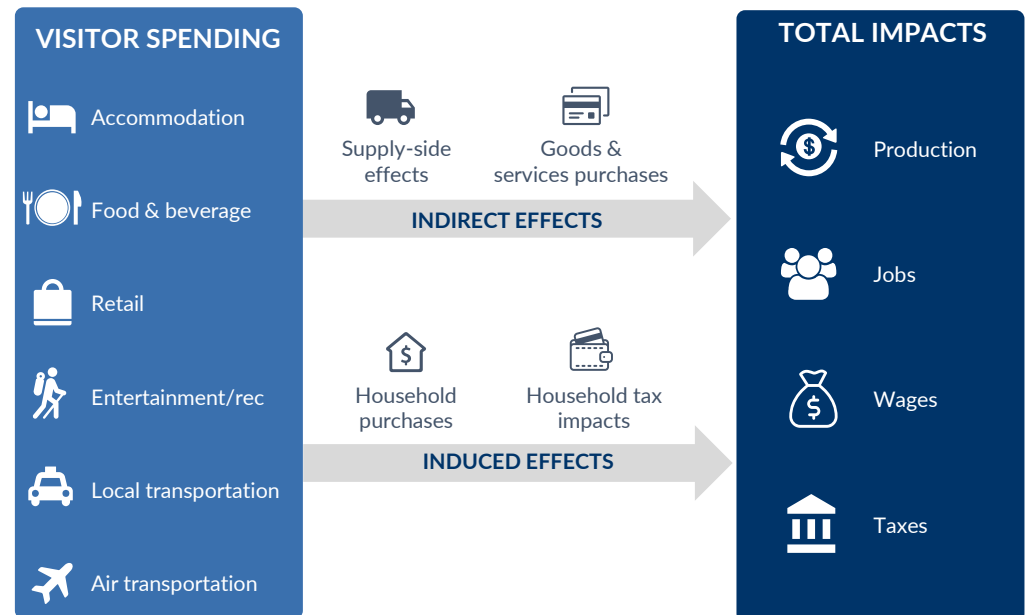 VISITOR SPENDING
Accommodation
Food & beverage
Retail
Entertainment/rec
Local transportation
Air transportation
Supply-side
effects
Goods &
services purchases
INDIRECT EFFECTS
Household
purchases
Household tax
impacts
INDUCED EFFECTS
TOTAL IMPACTS
$
Production
Jobs
$
Wages
Taxes